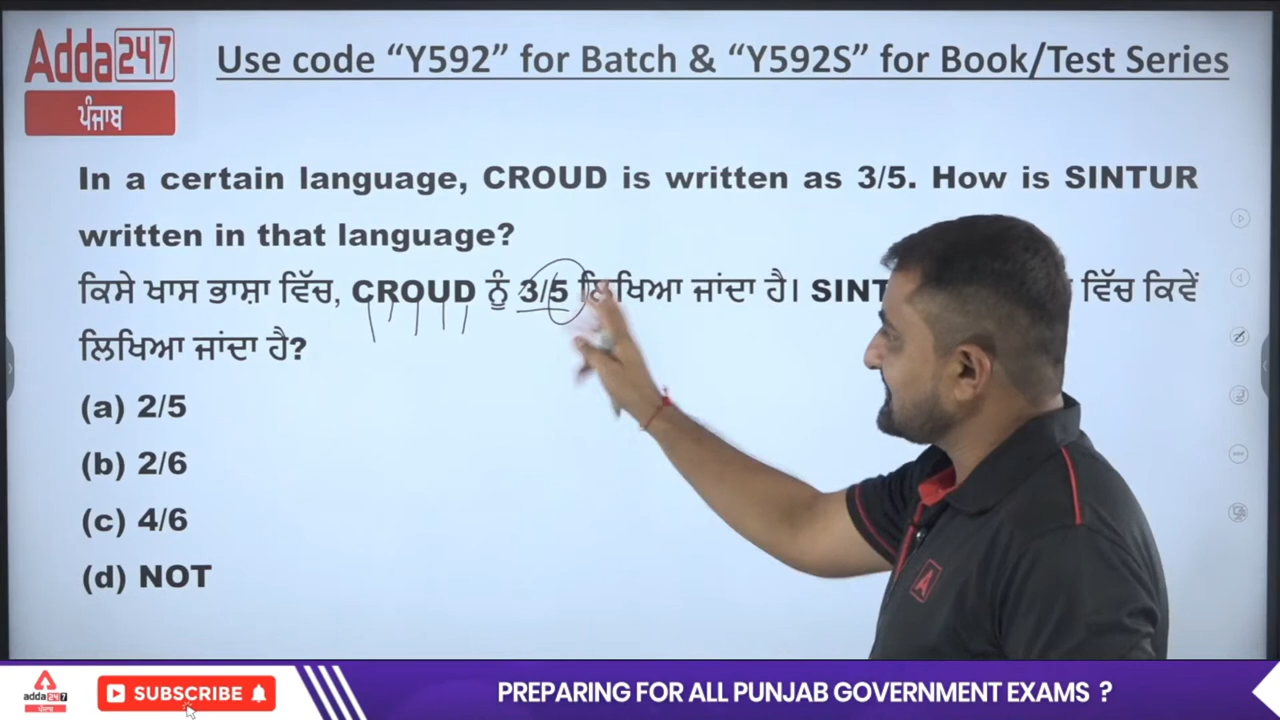 Adda247
ਪੰਜਾਬ
Use code “Y592” for Batch & “Y592S” for Book/Test Series
In a certain language, CROUD is written as 3/5. How is SINTUR
written in that language?
ਕਿਸੇ ਖਾਸ ਭਾਸ਼ਾ ਵਿੱਚ, CROUD ਨੂੰ 3/5 ਲਿਖਿਆ ਜਾਂਦਾ ਹੈ। SINT ਵਿੱਚ ਕਿਵੇਂ
ਲਿਖਿਆ ਜਾਂਦਾ ਹੈ?
(a) 2/5
(b) 2/6
(c) 4/6
(d) NOT
A
adda247
ਪੰਜਾਬ
SUBSCRIBE
PREPARING FOR ALL PUNJAB GOVERNMENT EXAMS ?